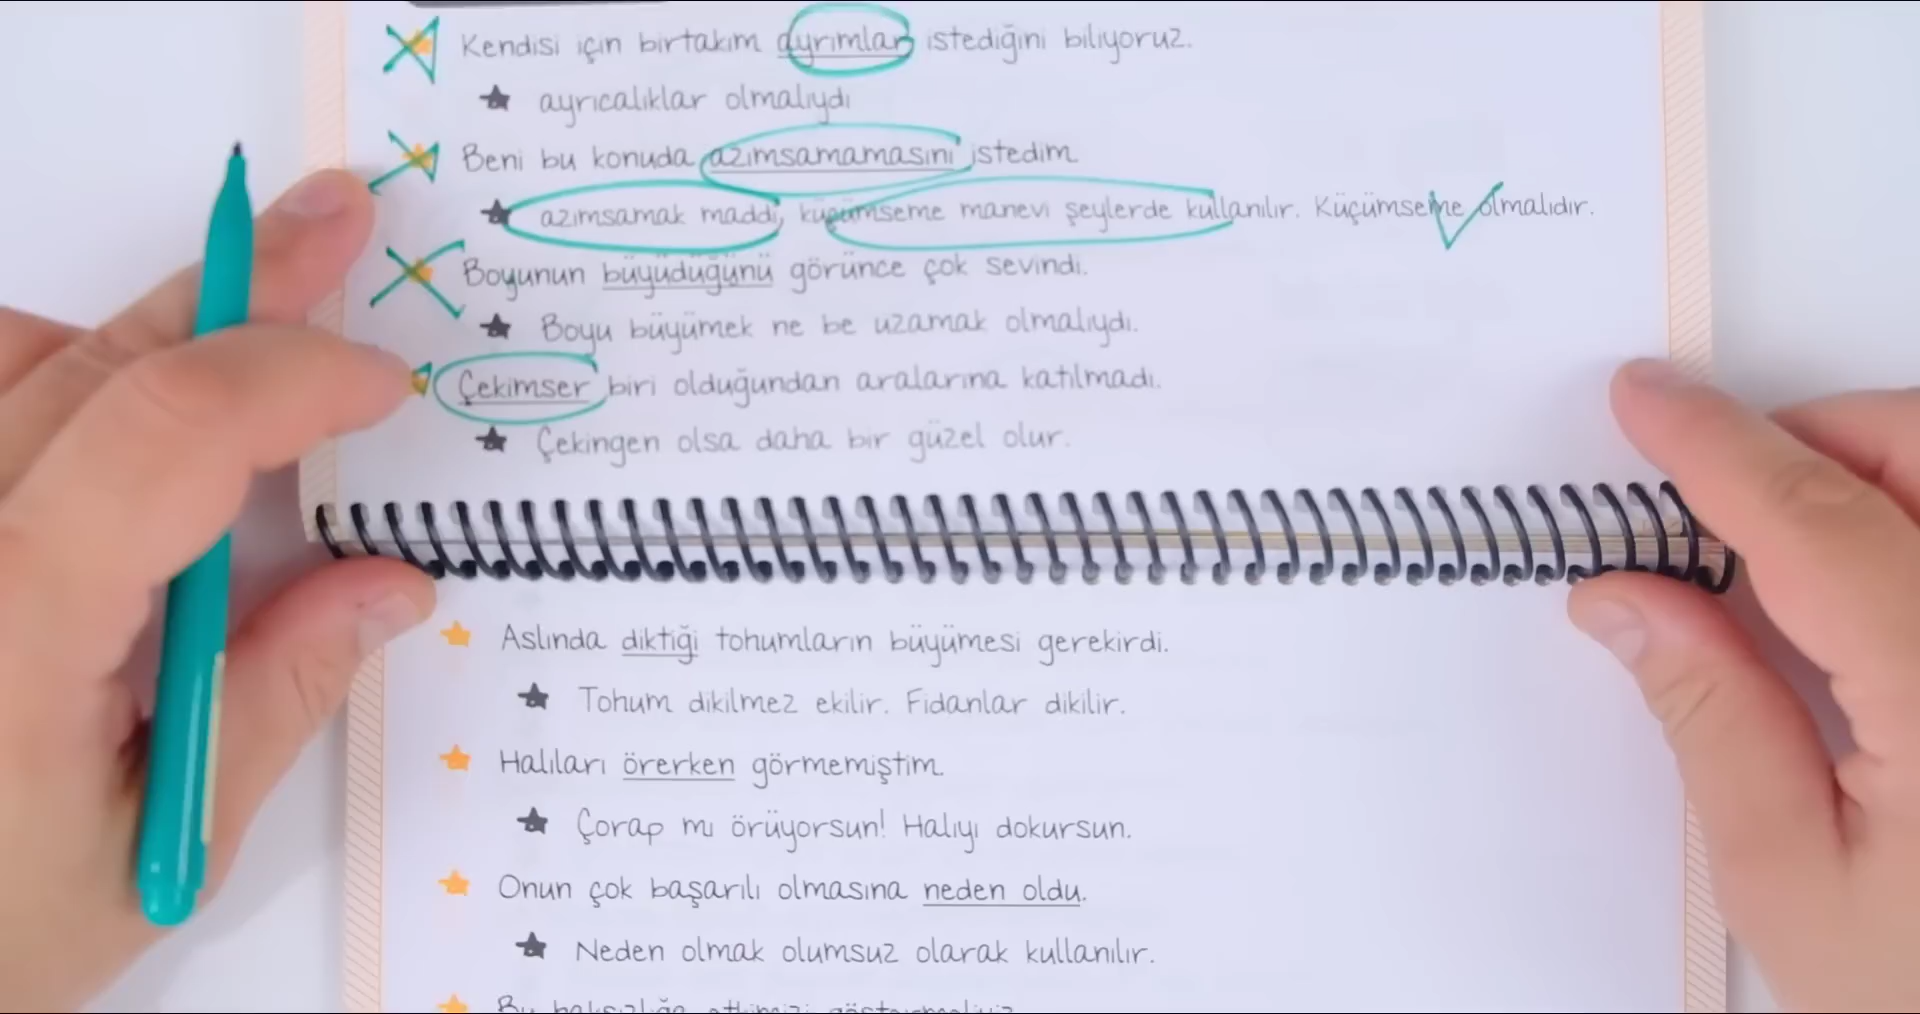 Kendisi için birtakım ayrımlar istediğini biliyoruz.
ayrıcalıklar olmalıydı
Beni bu konuda azımsamamasını istedim.
azımsamak maddi, küçümseme manevi şeylerde kullanılır. Küçümseme olmalıdır.
Boyunun büyüdüğünü görünce çok sevindi.
Boyu büyümek ne be uzamak olmalıydı.
Çekimser biri olduğundan aralarına katılmadı.
Çekingen olsa daha bir güzel olur.
Aslında diktiği tohumların büyümesi gerekirdi.
Tohum dikilmez ekilir. Fidanlar dikilir.
Halıları örerken görmemiştim.
Çorap mı örüyorsun! Halıyı dokursun.
Onun çok başarılı olmasına neden oldu.
Neden olmak olumsuz olarak kullanılır.
Bu